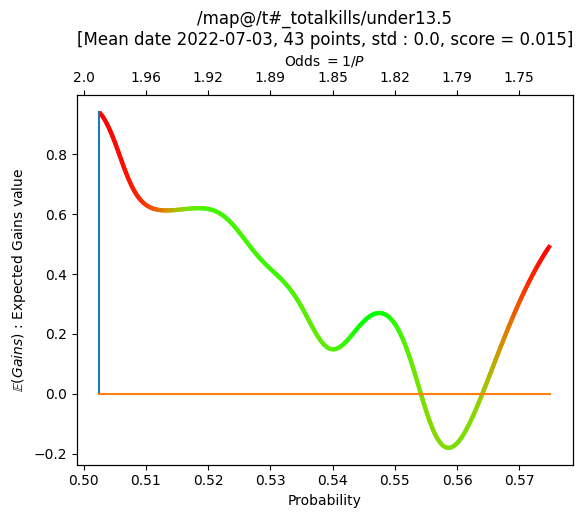 /map@/t#_totalkills/under13.5
[Mean date 2022-07-03, 43 points, std : 0.0, score = 0.015]
Odds = 1/P
2.0 1.96 1.92 1.89 1.85 1.82 1.79 1.75
0.8
0.6
0.4
0.2
0.0
−0.2
𝔼(Gains) : Expected Gains value
0.50 0.51 0.52 0.53 0.54 0.55 0.56 0.57
Probability